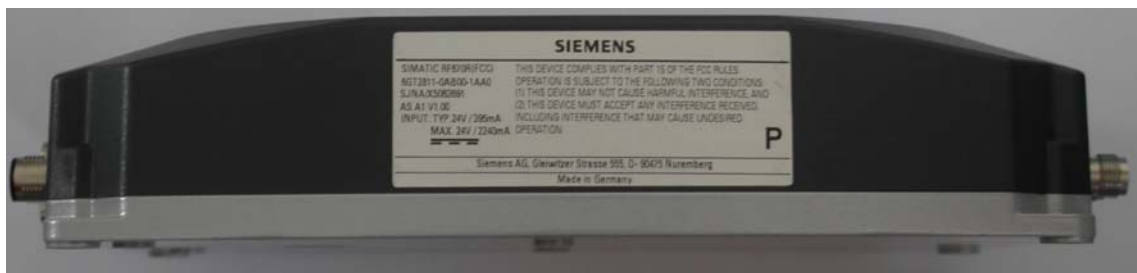 SIEMENS
SIMATIC RF620R(FCC)
6GT2811-0AB00-1AA0
AS A1 V1.00
INPUT: TYP. 24V / 295mA
MAX. 24V / 2240mA
THIS DEVICE COMPLIES WITH PART 15 OF THE FCC RULES
OPERATION IS SUBJECT TO THE FOLLOWING TWO CONDITIONS:
(1) THIS DEVICE MAY NOT CAUSE HARMFUL INTERFERENCE, AND
(2) THIS DEVICE MUST ACCEPT ANY INTERFERENCE RECEIVED,
INCLUDING INTERFERENCE THAT MAY CAUSE UNDESIRED
OPERATION.
P
Siemens AG, Gleiwitzer Strasse 555, D- 90475 Nuremberg
Made in Germany